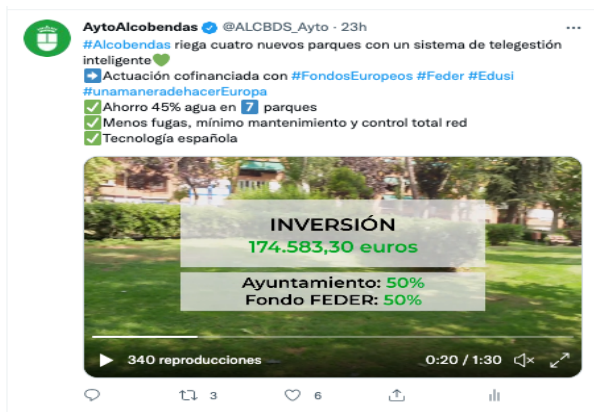 AytoAlcobendas @ALCBDS_Ayto · 23h
#Alcobendas riega cuatro nuevos parques con un sistema de telegestión
inteligente💚
➡️Actuación cofinanciada con #FondosEuropeos #Feder #Edusi
#unamaneradehacerEuropa
✅Ahorro 45% agua en 7️⃣ parques
✅Menos fugas, mínimo mantenimiento y control total red
✅Tecnología española
INVERSIÓN
174.583,30 euros
Ayuntamiento: 50%
Fondo FEDER: 50%
340 reproducciones
0:20 / 1:30
3
6